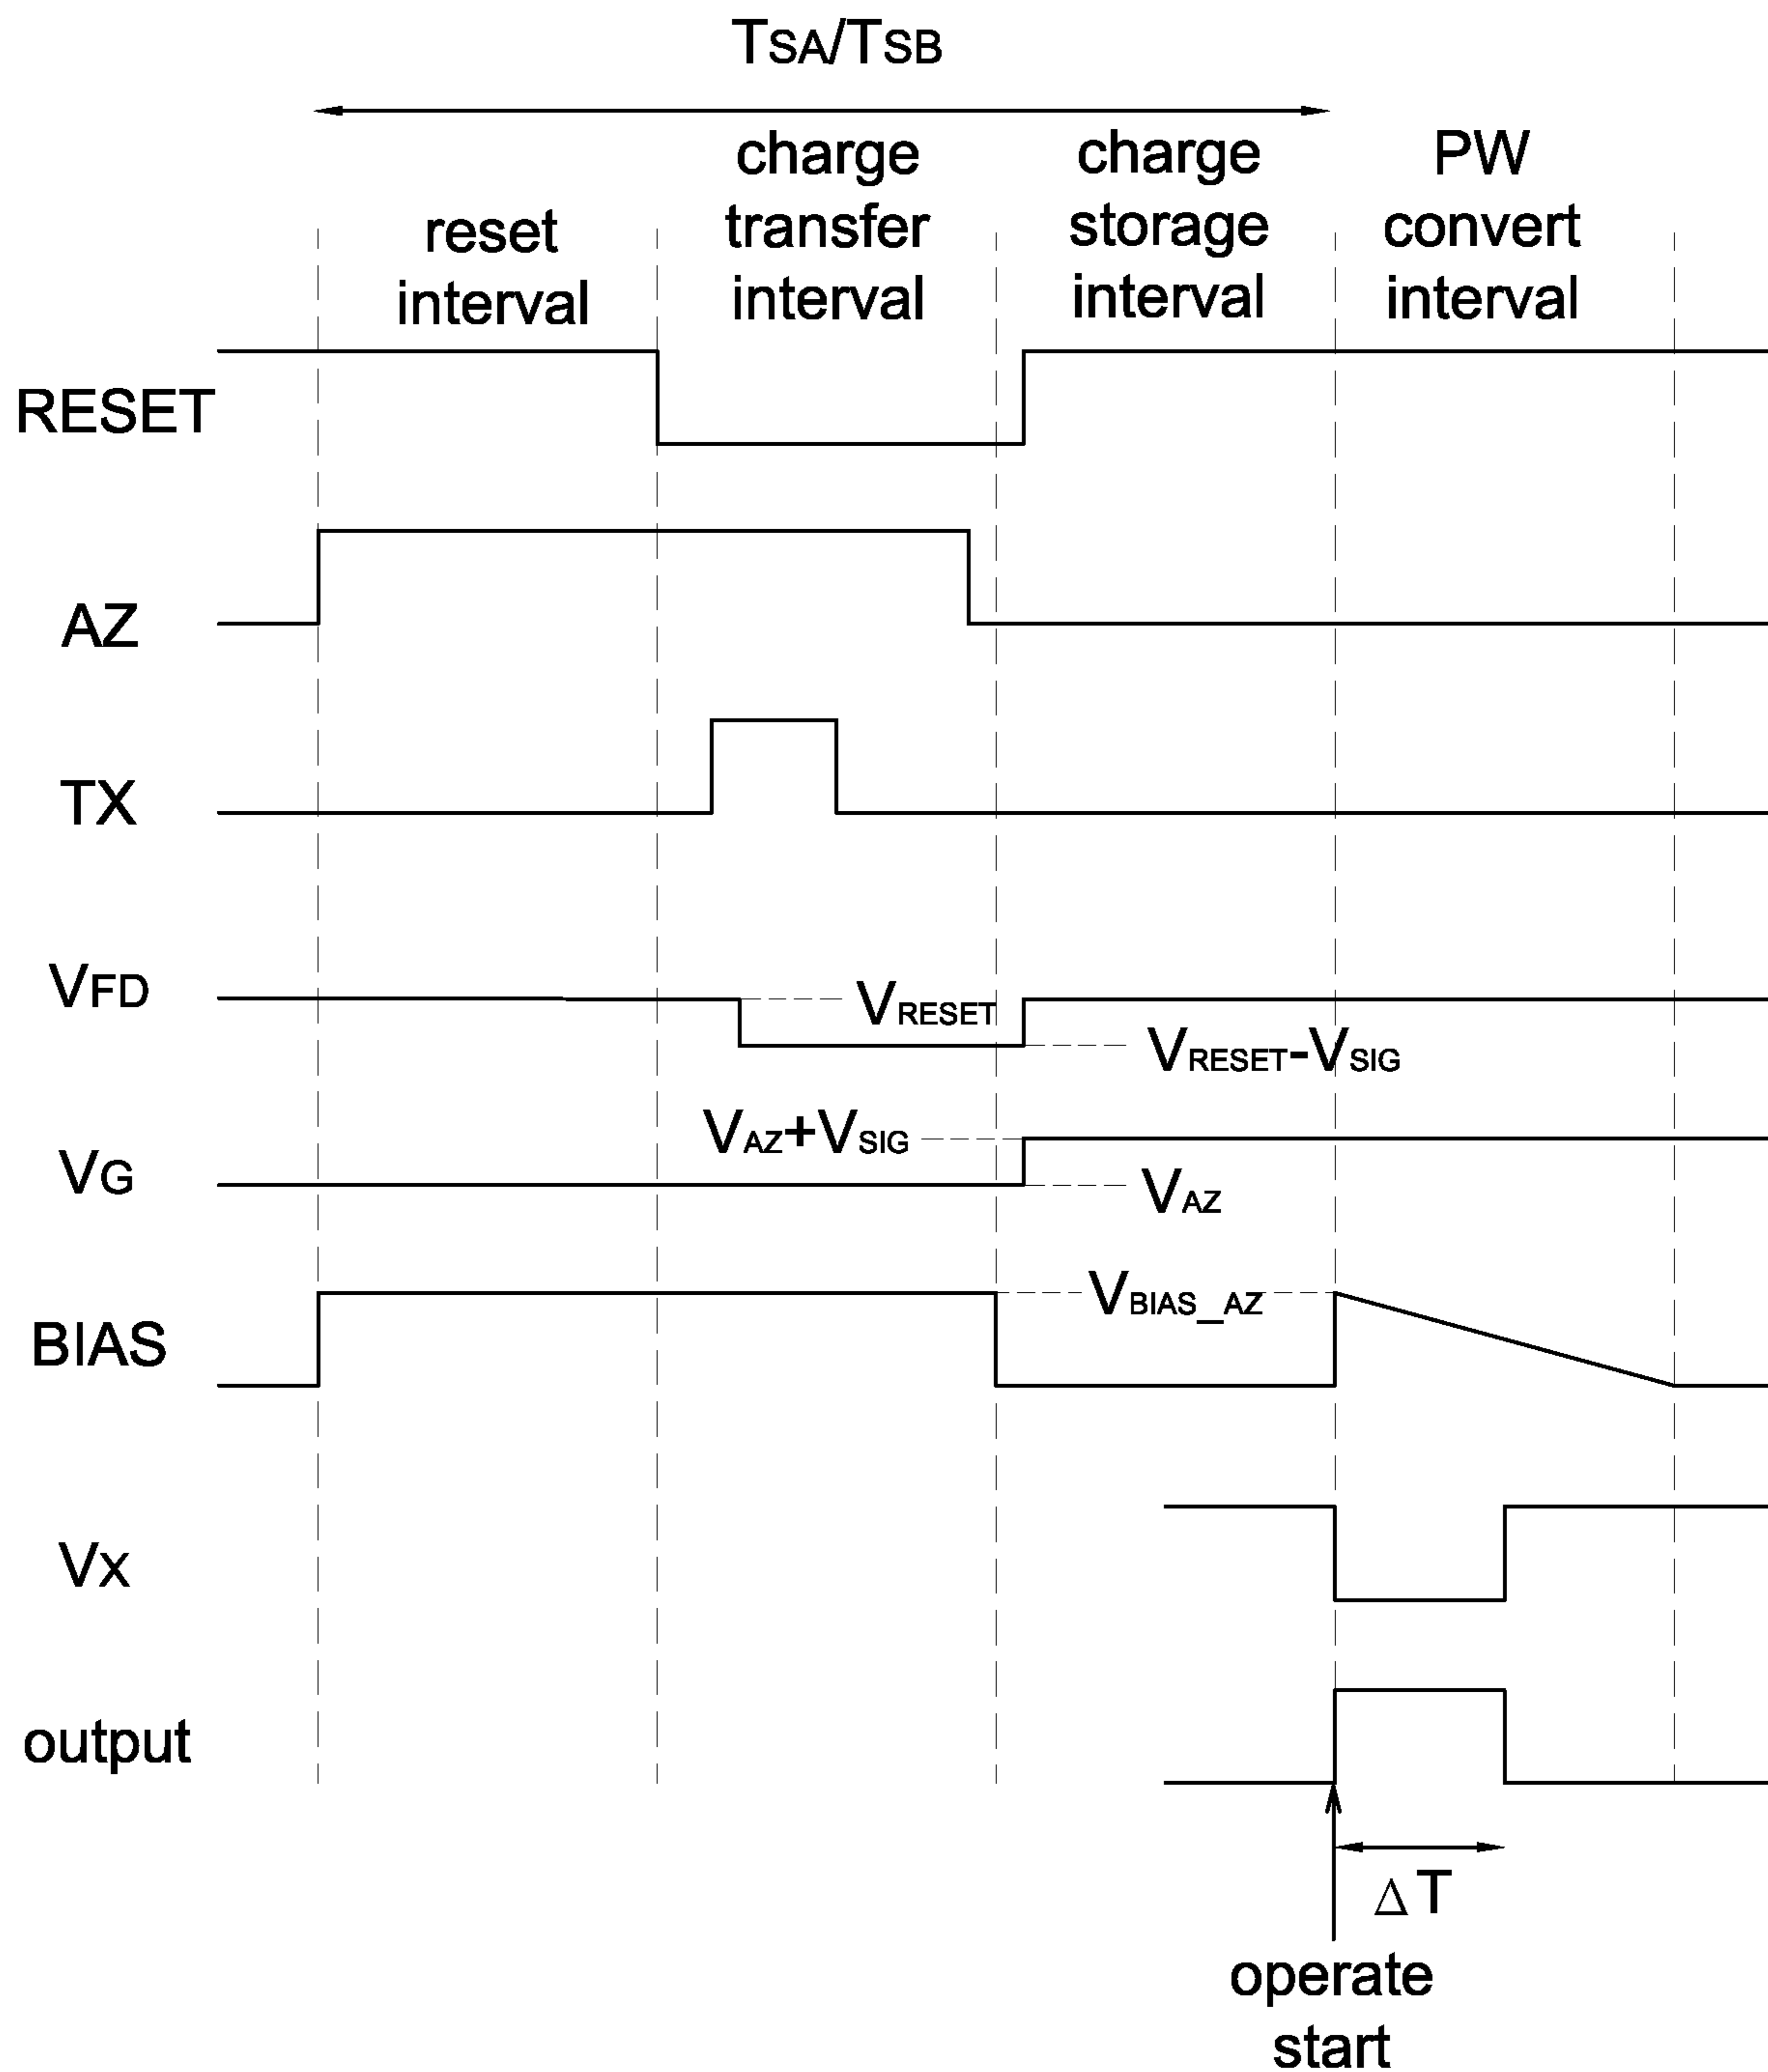 TSA/TSB
reset
interval
charge
transfer
interval
charge
storage
interval
PW
convert
interval
RESET
AZ
TX
VFD
VRESET
VRESET-VSIG
VAZ+VSIG
VG
VAZ
VBIAS_AZ
BIAS
VX
output
ΔT
operate
start